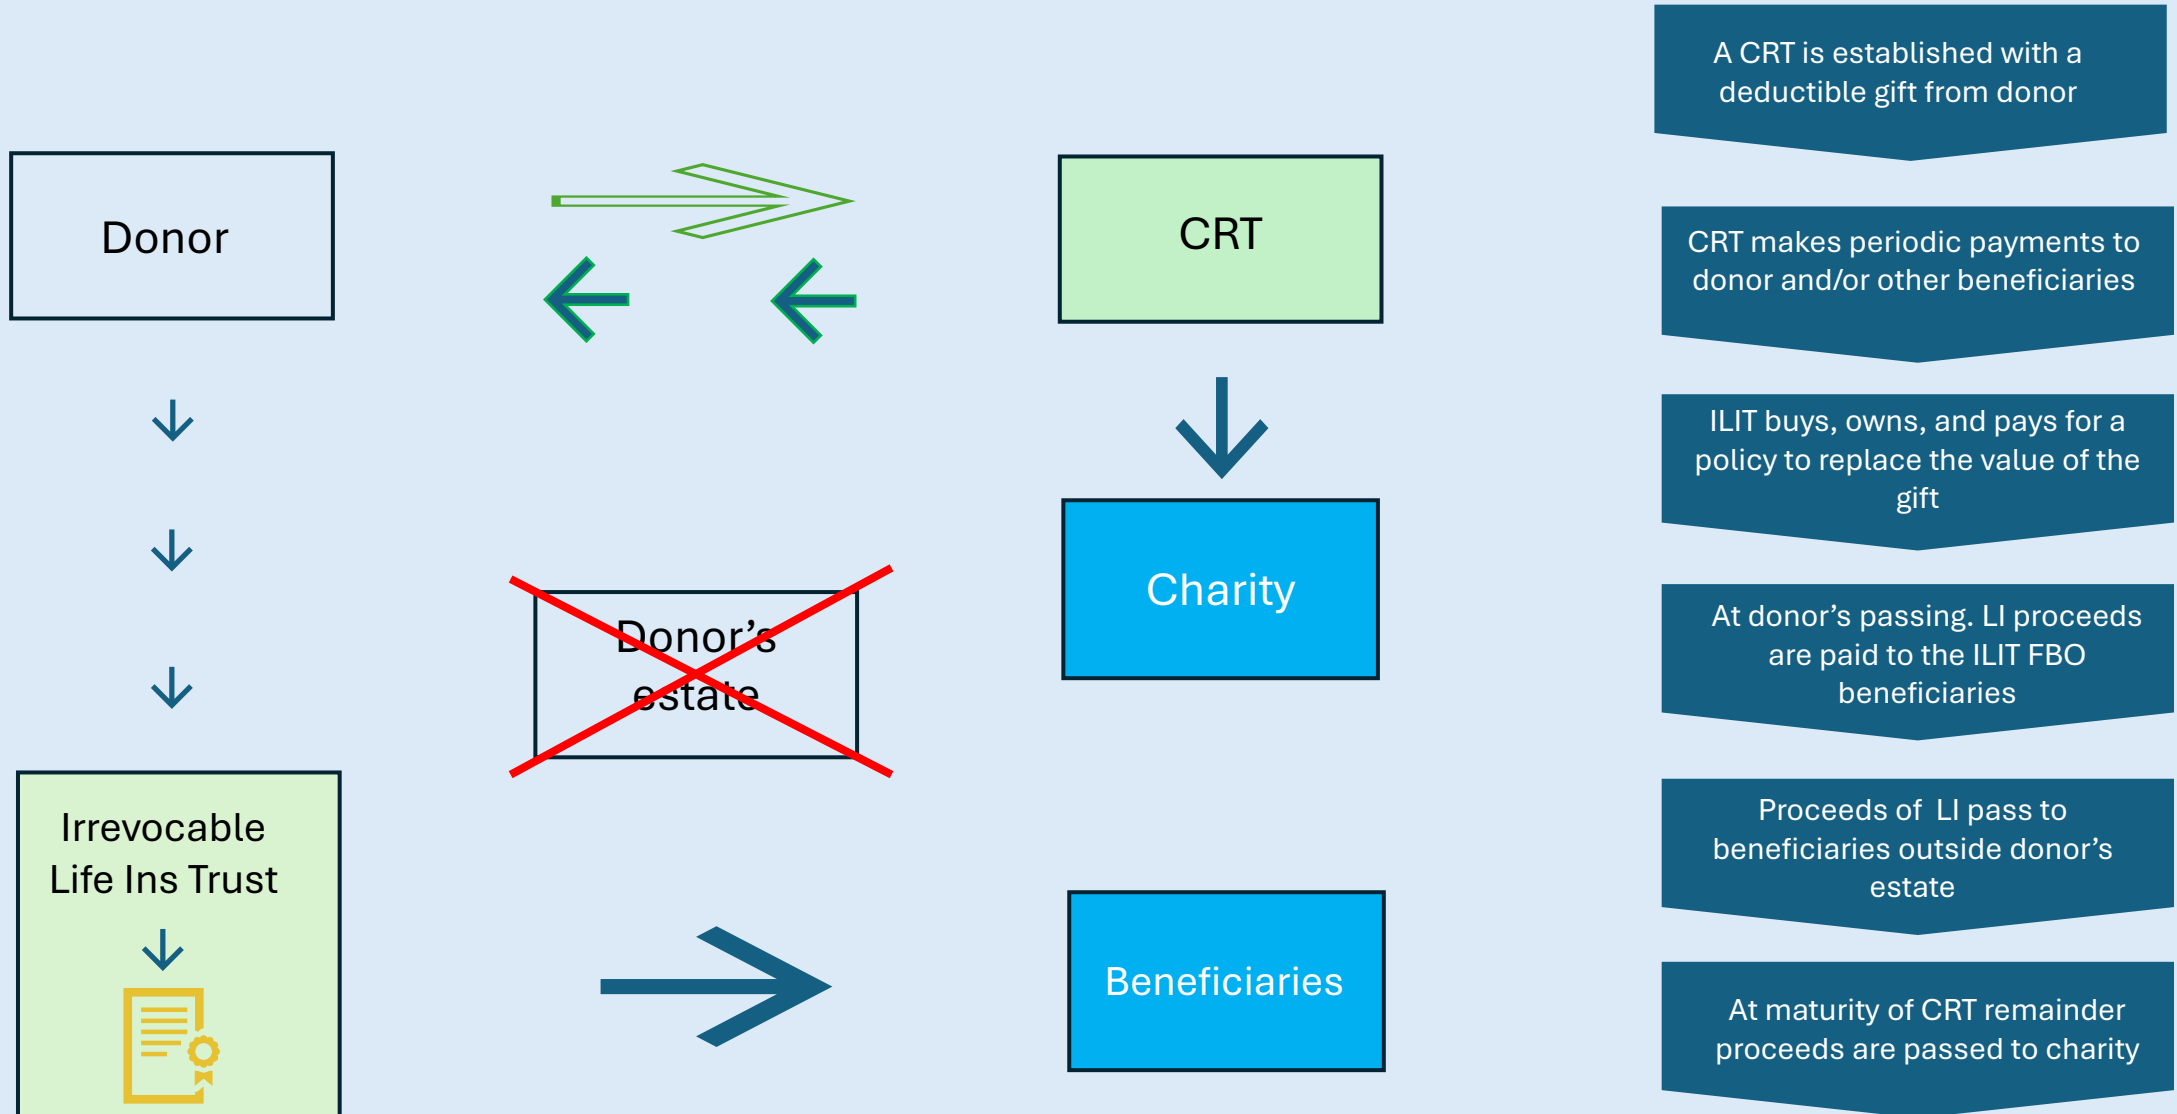 Donor
CRT
Donor’s
estate
Charity
Irrevocable
Life Ins Trust
Beneficiaries
A CRT is established with a
deductible gift from donor
CRT makes periodic payments to
donor and/or other beneficiaries
ILIT buys, owns, and pays for a
policy to replace the value of the
gift
At donor’s passing. LI proceeds
are paid to the ILIT FBO
beneficiaries
Proceeds of  LI pass to
beneficiaries outside donor’s
estate
At maturity of CRT remainder
proceeds are passed to charity